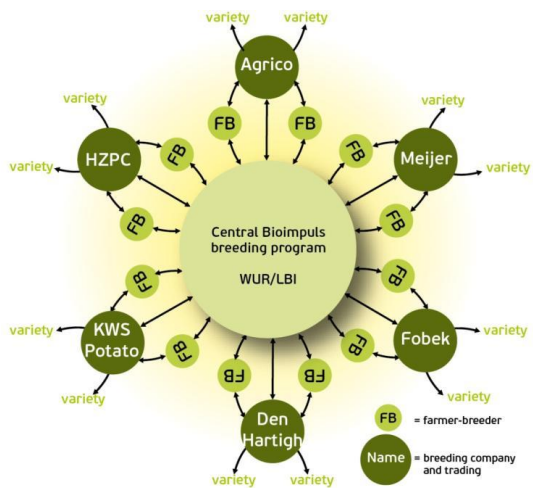 variety
variety
Agrico
FB
FB
variety
HZPC
variety
FB
FB
variety
Meijer
variety
FB
FB
Central Bioimpuls
breeding program
WUR/LBI
FB
FB
variety
KWS
Potato
variety
FB
FB
Fobek
variety
variety
FB
FB
Den
Hartigh
variety
variety
FB
= farmer-breeder
Name
= breeding company
and trading